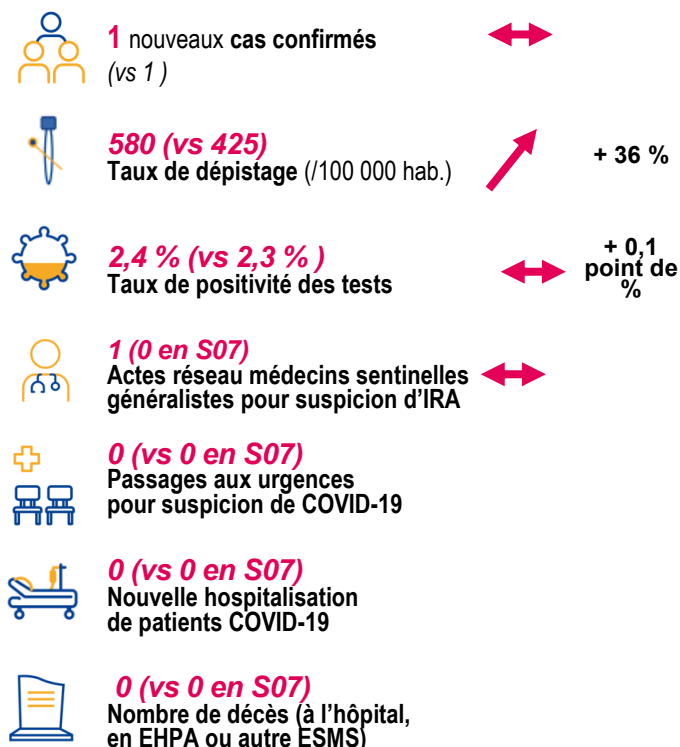 1 nouveaux cas confirmés
(vs 1 )
580 (vs 425)
Taux de dépistage (/100 000 hab.)
+ 36 %
2,4 % (vs 2,3 % )
Taux de positivité des tests
+ 0,1
point de
%
1 (0 en S07)
Actes réseau médecins sentinelles
généralistes pour suspicion d’IRA
0 (vs 0 en S07)
Passages aux urgences
pour suspicion de COVID-19
0 (vs 0 en S07)
Nouvelle hospitalisation
de patients COVID-19
0 (vs 0 en S07)
Nombre de décès (à l’hôpital,
en EHPA ou autre ESMS)